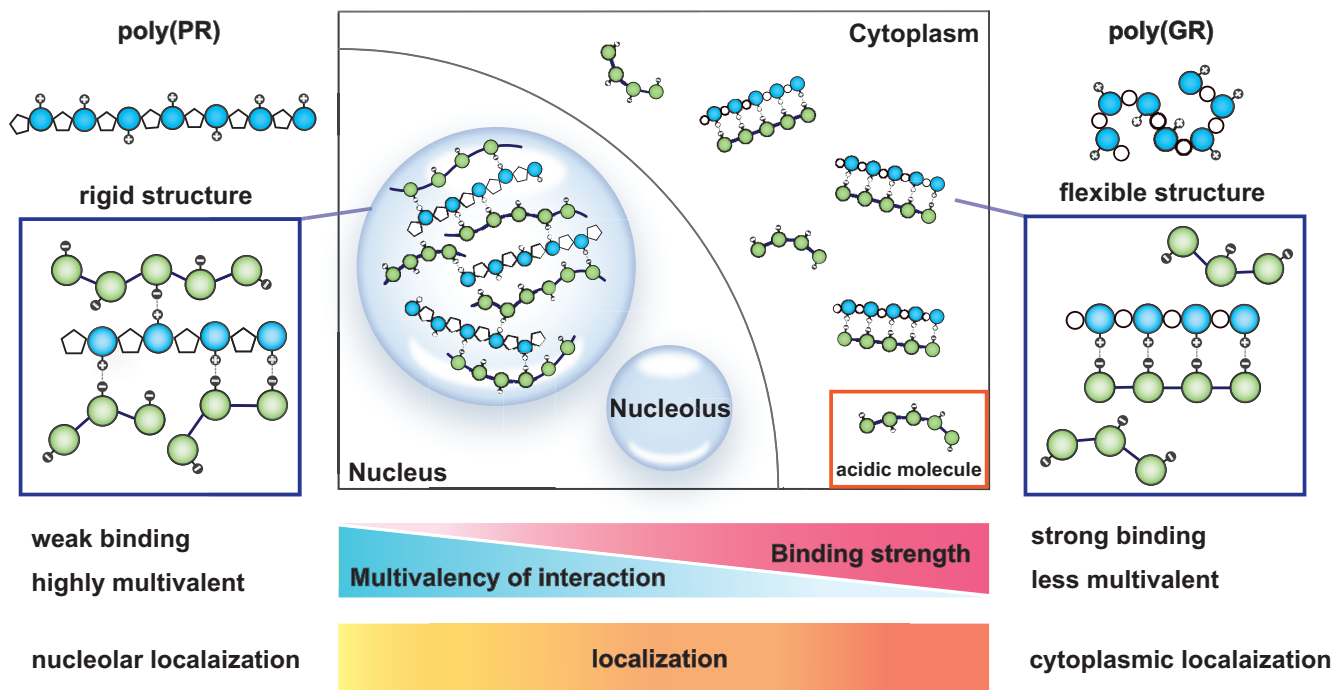 poly(PR)
rigid structure
Cytoplasm
Nucleolus
Nucleus
acidic molecule
poly(GR)
flexible structure
weak binding
highly multivalent
Binding strength
Multivalency of interaction
strong binding
less multivalent
nucleolar localaization
localization
cytoplasmic localaization